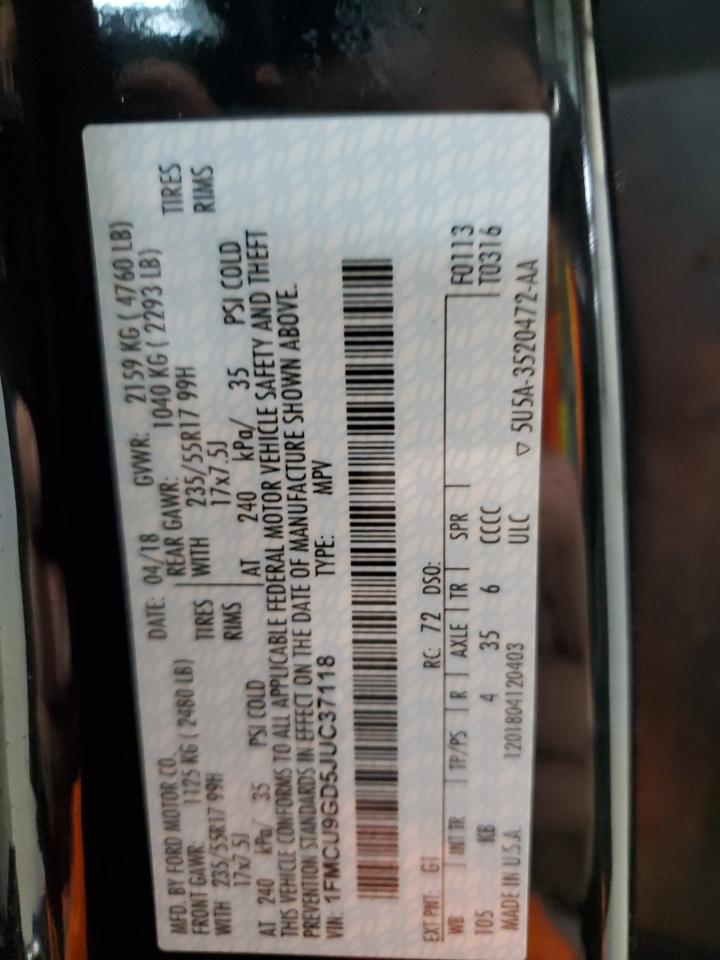 MFD. BY FORD MOTOR CO. DATE: 04/18 GVWR: 2159 KG ( 4760 LB)
FRONT GAWR: 1125 KG ( 2480 LB) REAR GAWR: 1040 KG ( 2293 LB)
WITH 235/55R17 99H TIRES WITH 235/55R17 99H TIRES
17x7.5J RIMS 17x7.5J RIMS
AT 240 kPa/ 35 PSI COLD AT 240 kPa/ 35 PSI COLD
THIS VEHICLE CONFORMS TO ALL APPLICABLE FEDERAL MOTOR VEHICLE SAFETY AND THEFT
PREVENTION STANDARDS IN EFFECT ON THE DATE OF MANUFACTURE SHOWN ABOVE.
VIN: 1FMCU9GD5JUC37118 TYPE: MPV
EXT PNT: G1 RC: 72 DSO:
WB INT TR TP/PS R AXLE TR SPR F0113
105 KB 4 35 6 CCCC TT0316
MADE IN U.S.A. 1201804120403 ULC ▽ 5U5A-3520472-AA